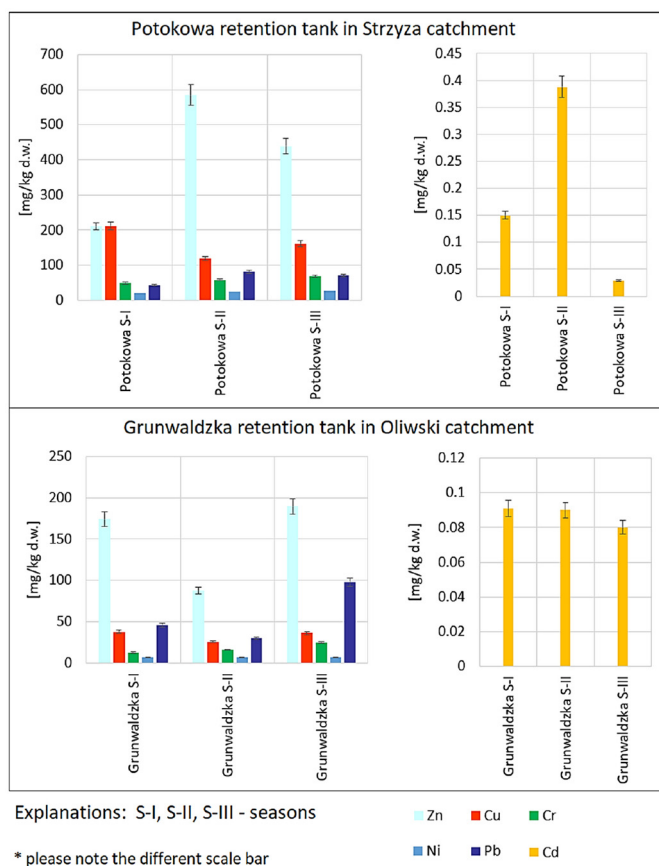 Potokowa retention tank in Strzyza catchment
[mg/kg d.w.]
700
600
500
400
300
200
100
0
Potokowa S-I
Potokowa S-II
Potokowa S-III
[mg/kg d.w.]
0.45
0.4
0.35
0.3
0.25
0.2
0.15
0.1
0.05
0
Potokowa S-I
Potokowa S-II
Potokowa S-III
Grunwaldzka retention tank in Oliwski catchment
[mg/kg d.w.]
250
200
150
100
50
0
Grunwaldzka S-I
Grunwaldzka S-II
Grunwaldzka S-III
[mg/kg d.w.]
0.12
0.1
0.08
0.06
0.04
0.02
0
Grunwaldzka S-I
Grunwaldzka S-II
Grunwaldzka S-III
Explanations: S-I, S-II, S-III - seasons
Zn Cu Cr
Ni Pb Cd
* please note the different scale bar